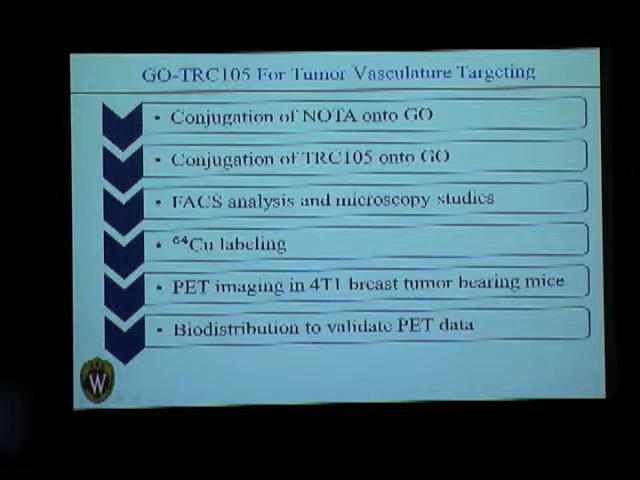 GO-TRC105 For Tumor Vasculature Targeting
• Conjugation of NOTA onto GO
• Conjugation of TRC105 onto GO
• FACS analysis and microscopy studies
• ⁶⁴Cu labeling
• PET imaging in 4T1 breast tumor bearing mice
• Biodistribution to validate PET data
W